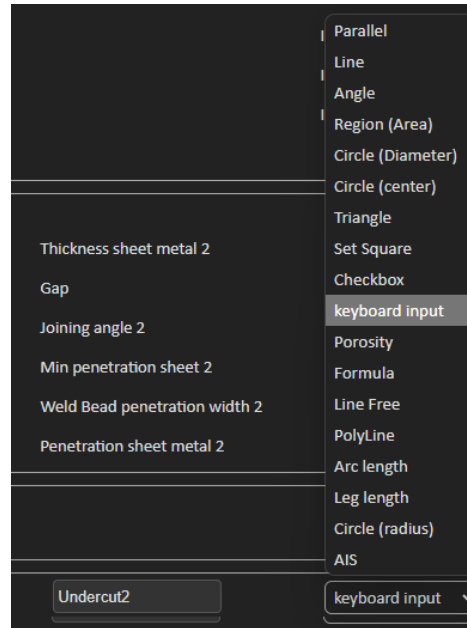 Parallel
Line
Angle
Region (Area)
Circle (Diameter)
Circle (center)
Triangle
Set Square
Checkbox
keyboard input
Porosity
Formula
Line Free
PolyLine
Arc length
Leg length
Circle (radius)
AIS
Thickness sheet metal 2
Gap
Joining angle 2
Min penetration sheet 2
Weld Bead penetration width 2
Penetration sheet metal 2
Undercut2
keyboard input